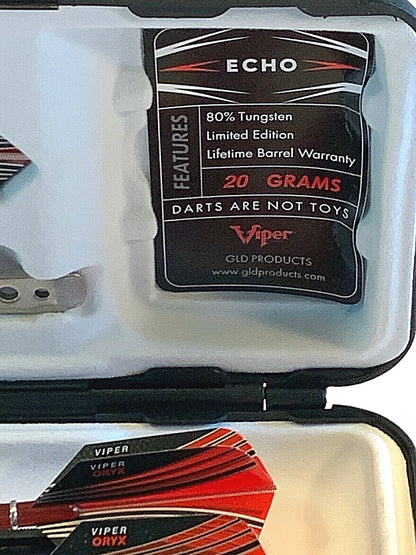 ECHO
FEATURES
80% Tungsten
Limited Edition
Lifetime Barrel Warranty
20 GRAMS
DARTS ARE NOT TOYS
Viper
GLD PRODUCTS
www.gldproducts.com
VIPER
VIPER
ORYX
VIPER
ORYX